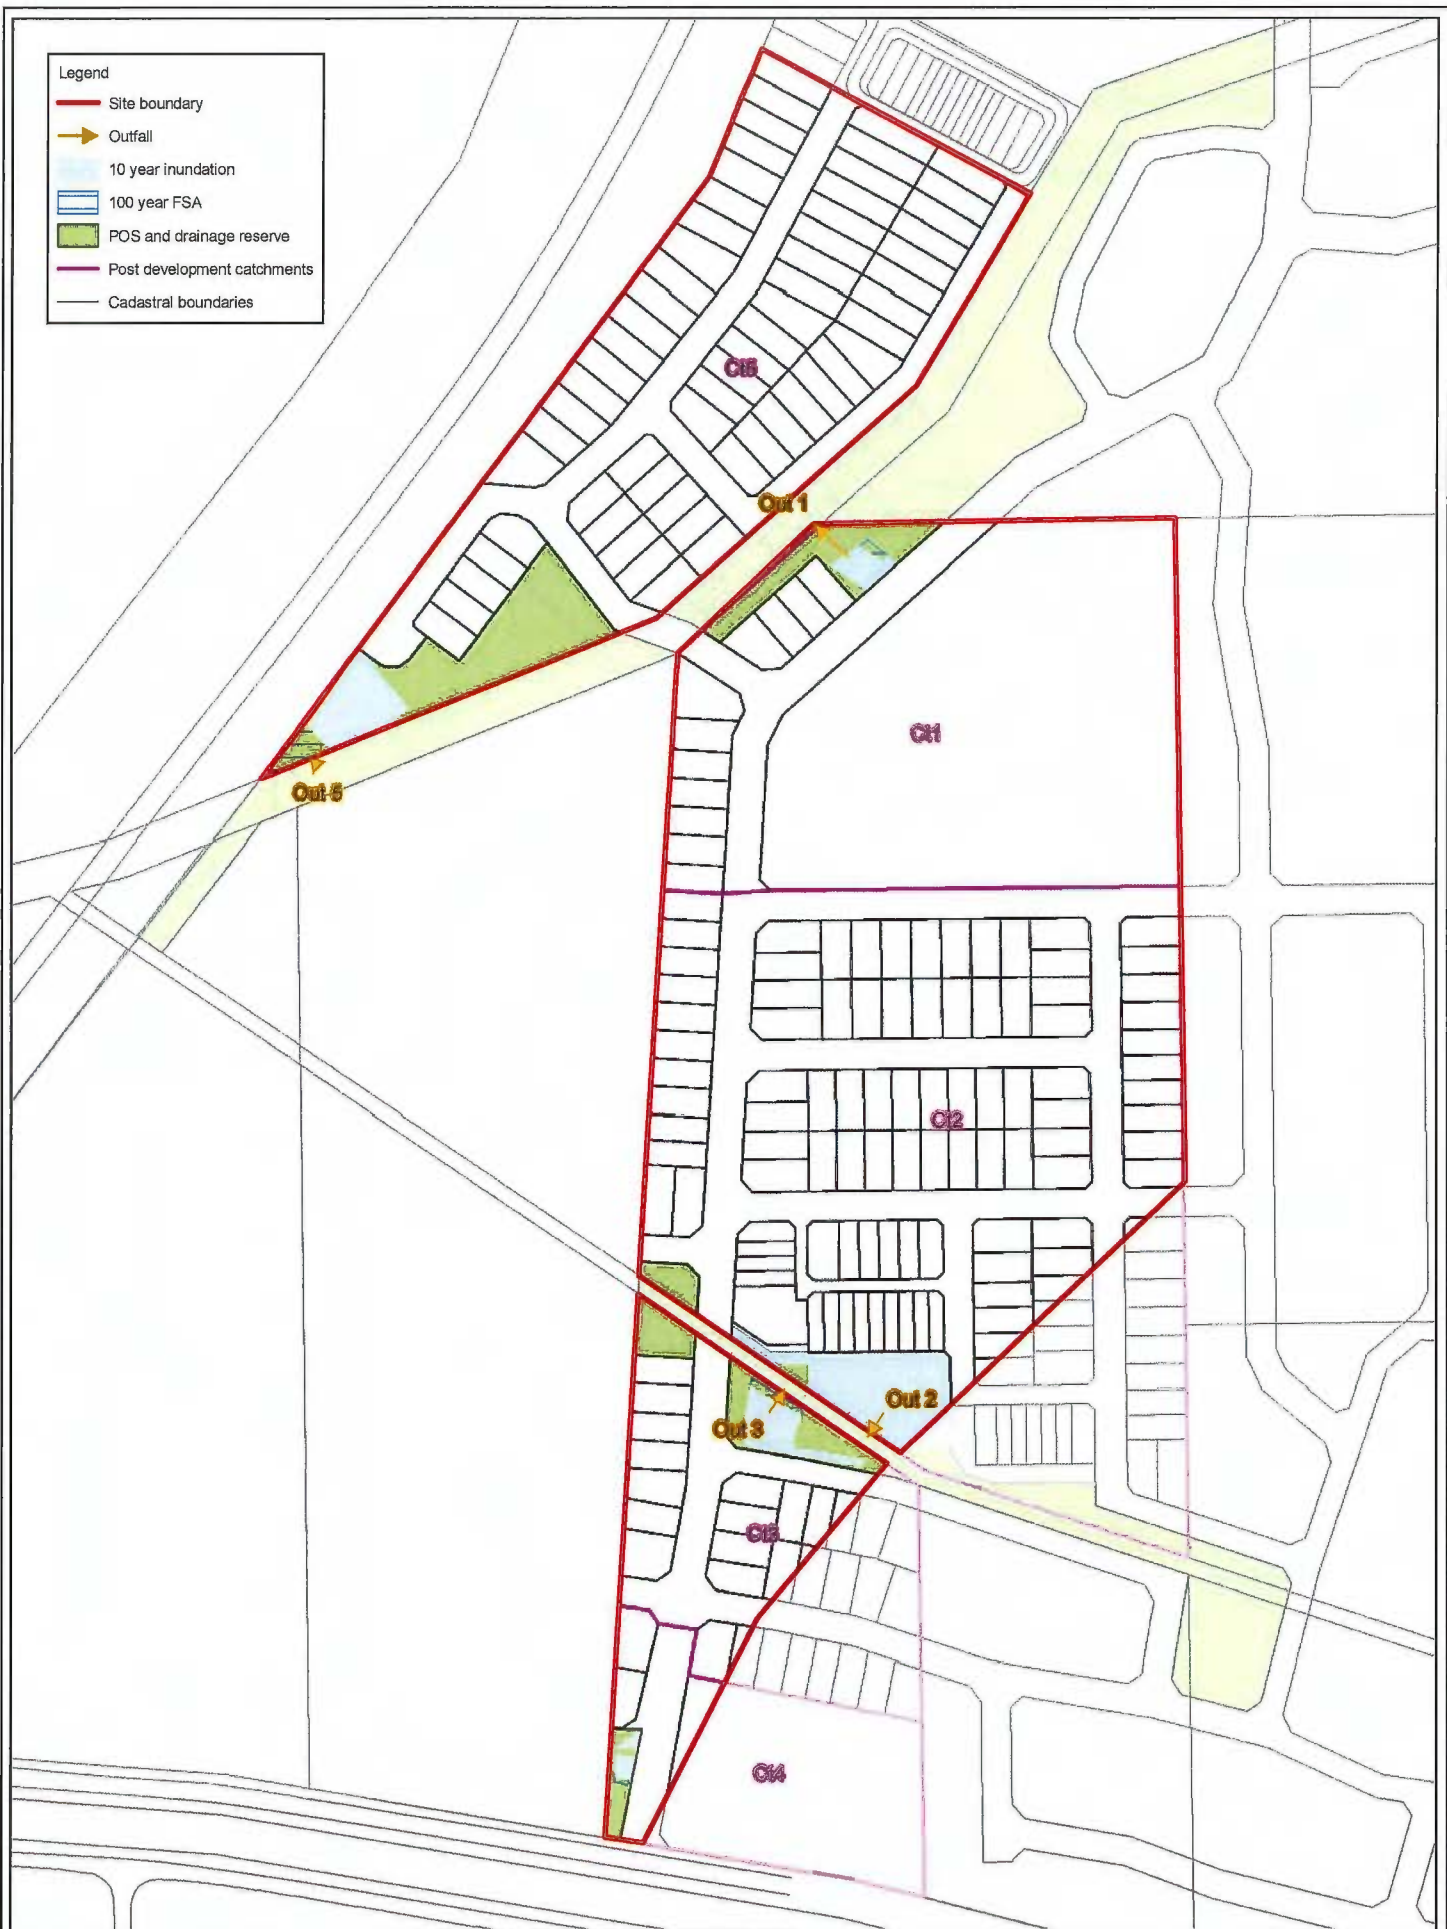 Legend
Site boundary
Outfall
10 year inundation
100 year FSA
POS and drainage reserve
Post development catchments
Cadastral boundaries
Ct5
Out 1
Ct1
Out 5
Ct2
Out 2
Out 3
Ct3
Ct4